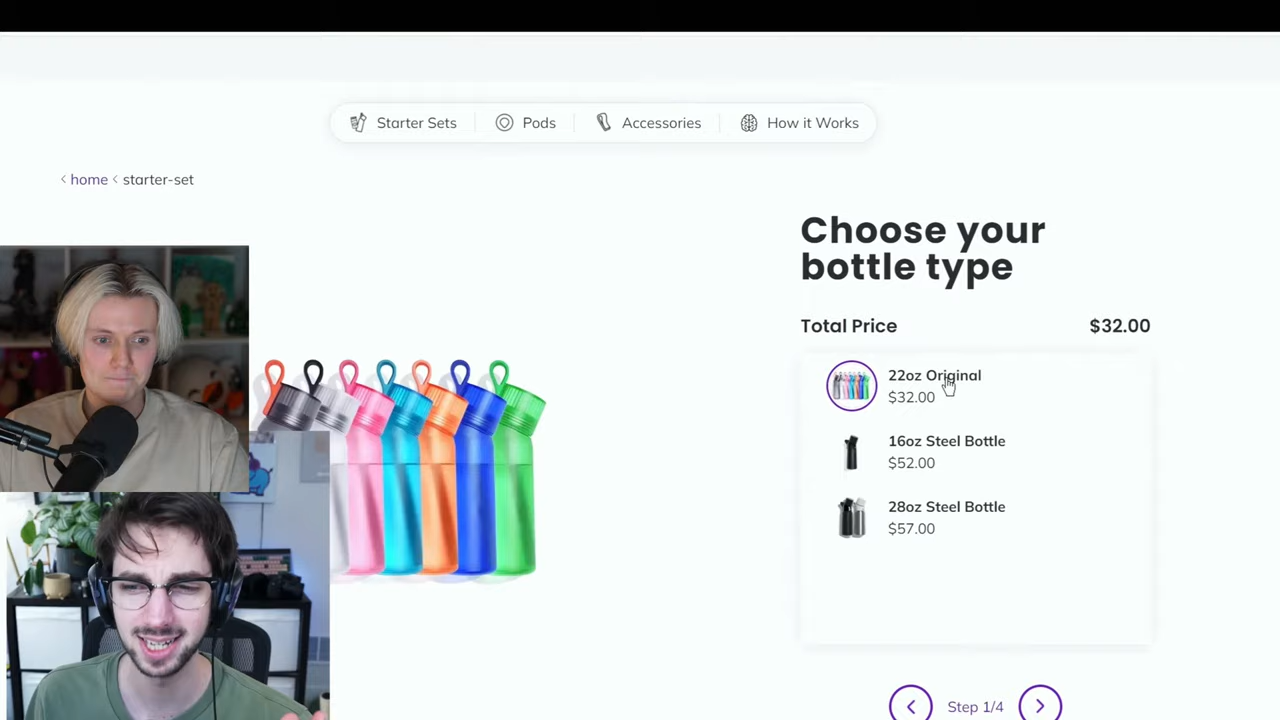 Starter Sets
Pods
Accessories
How it Works
< home < starter-set
Choose your
bottle type
Total Price
$32.00
22oz Original
$32.00
16oz Steel Bottle
$52.00
28oz Steel Bottle
$57.00
< Step 1/4 >